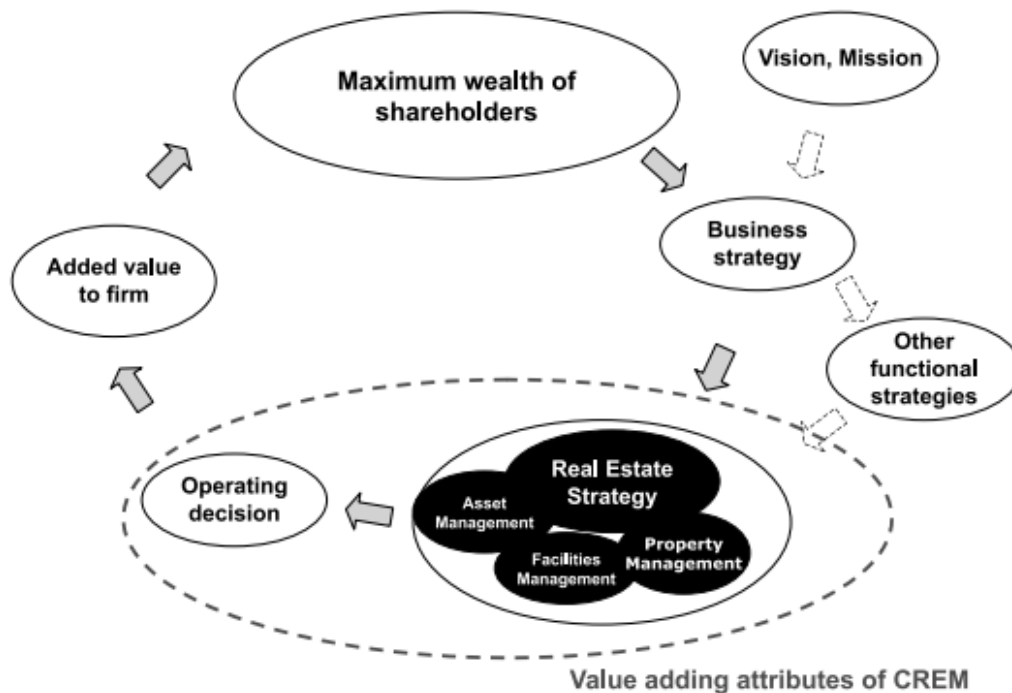 Maximum wealth of
shareholders
Vision, Mission
Business
strategy
Added value
to firm
Other
functional
strategies
Operating
decision
Real Estate
Strategy
Asset
Management
Facilities
Management
Property
Management
Value adding attributes of CREM